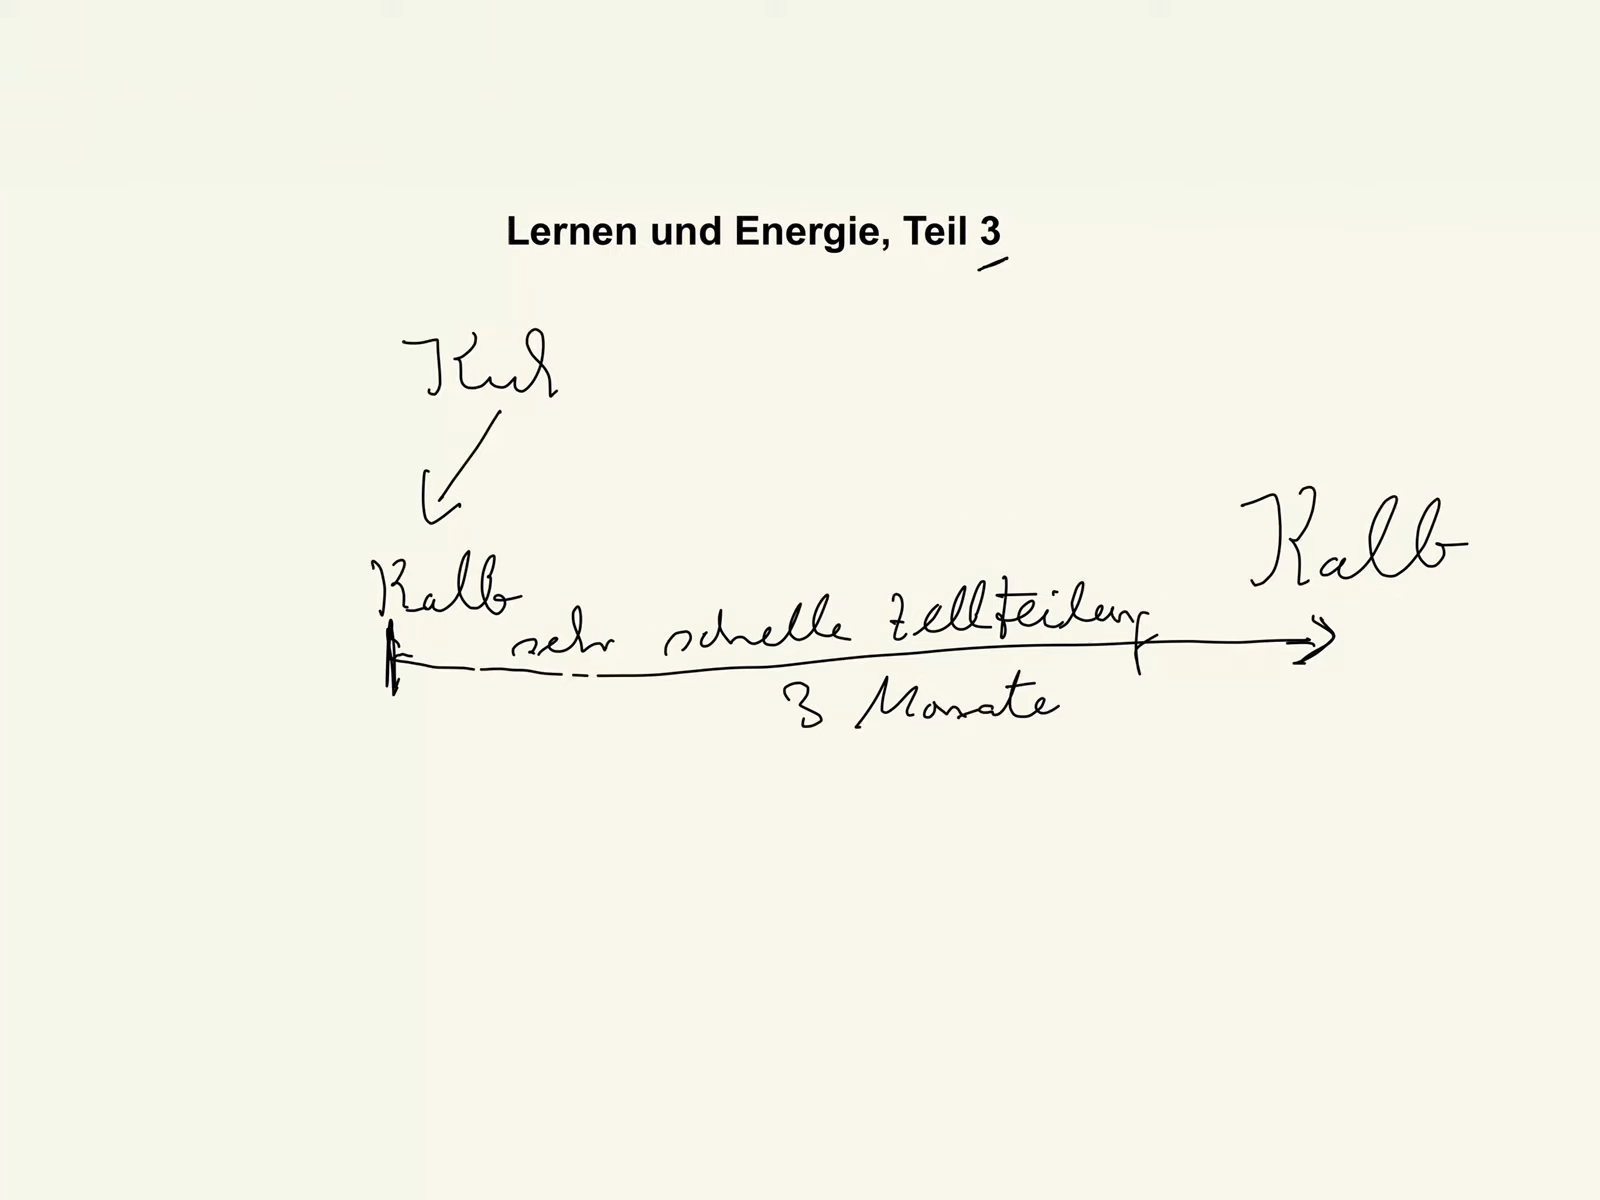 Lernen und Energie, Teil 3
Kuh
Kalb
Kalb
sehr schnelle Zellteilung
3 Monate